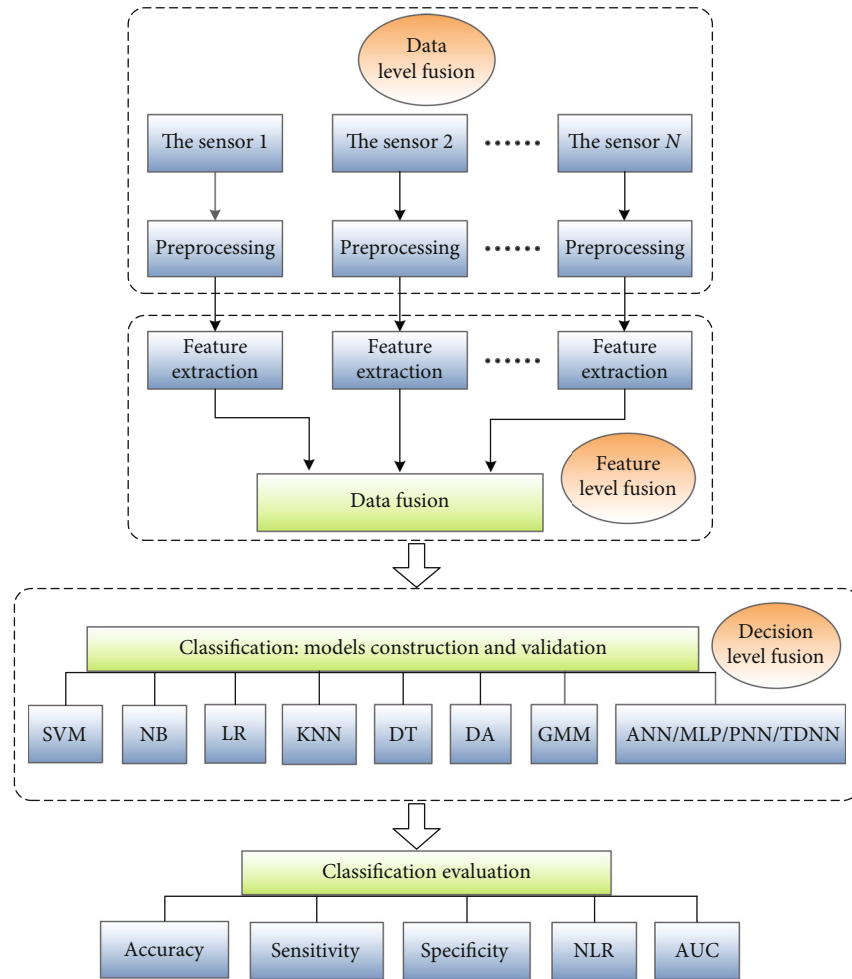 Data
level fusion
The sensor 1
The sensor 2
The sensor N
Preprocessing
Preprocessing
Preprocessing
Feature
extraction
Feature
extraction
Feature
extraction
Data fusion
Feature
level fusion
Classification: models construction and validation
Decision
level fusion
SVM
NB
LR
KNN
DT
DA
GMM
ANN/MLP/PNN/TDNN
Classification evaluation
Accuracy
Sensitivity
Specificity
NLR
AUC